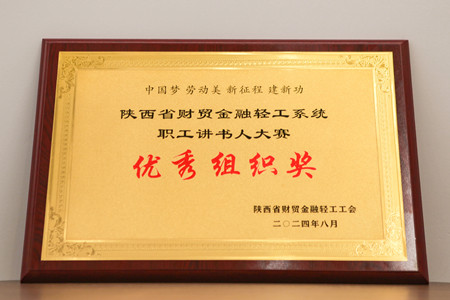 中国梦 劳动美 新征程 建新功
陕西省财贸金融轻工系统
职工讲书人大赛
优秀组织奖
陕西省财贸金融轻工工会
二〇二四年八月